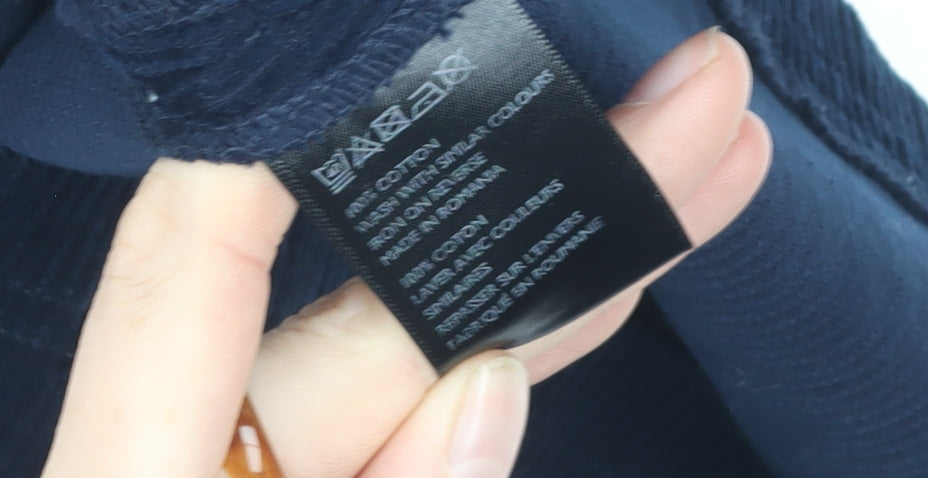 100% COTTON
WASH WITH SIMILAR COLOURS
IRON ON REVERSE
MADE IN ROMANIA
100% COTON
LAVER AVEC COULEURS
SIMILAIRES
REPASSER SUR L'ENVERS
FABRIQUÉ EN ROUMANIE